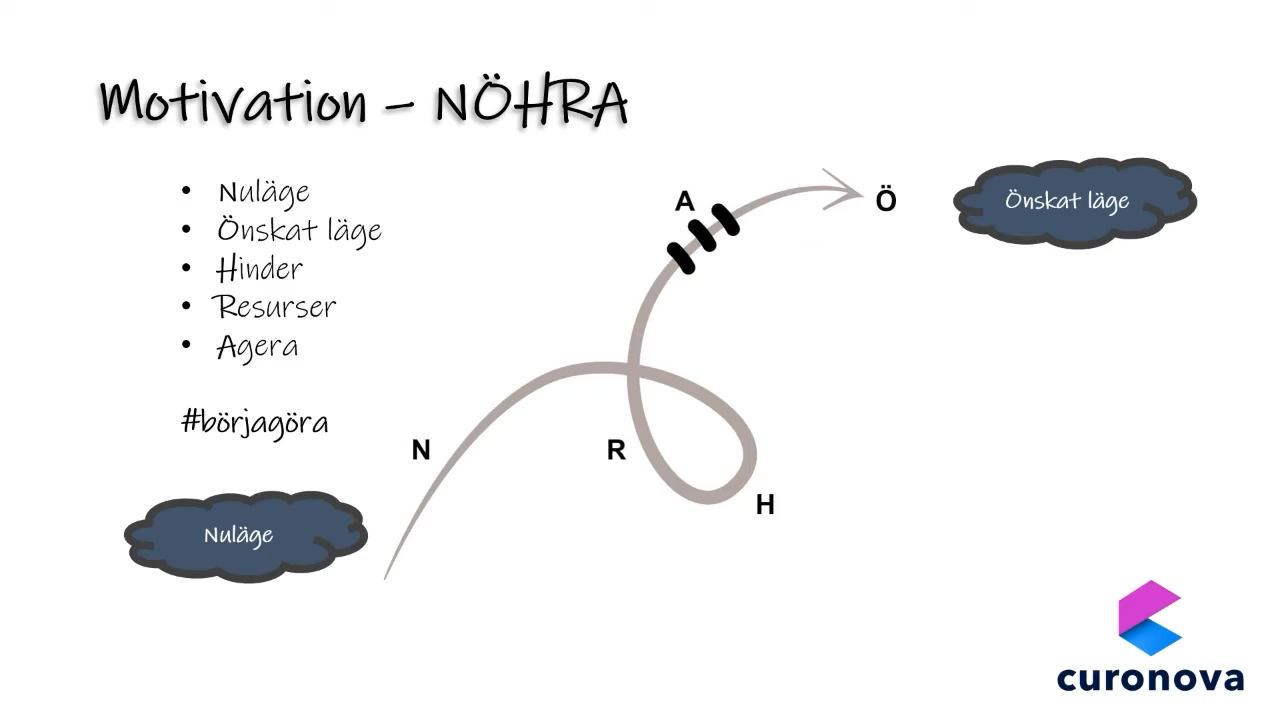 Motivation – NÖHRA
• Nuläge
• Önskat läge
• Hinder
• Resurser
• Agera
#börjagöra
A
Ö
Önskat läge
N
R
H
Nuläge
curonova